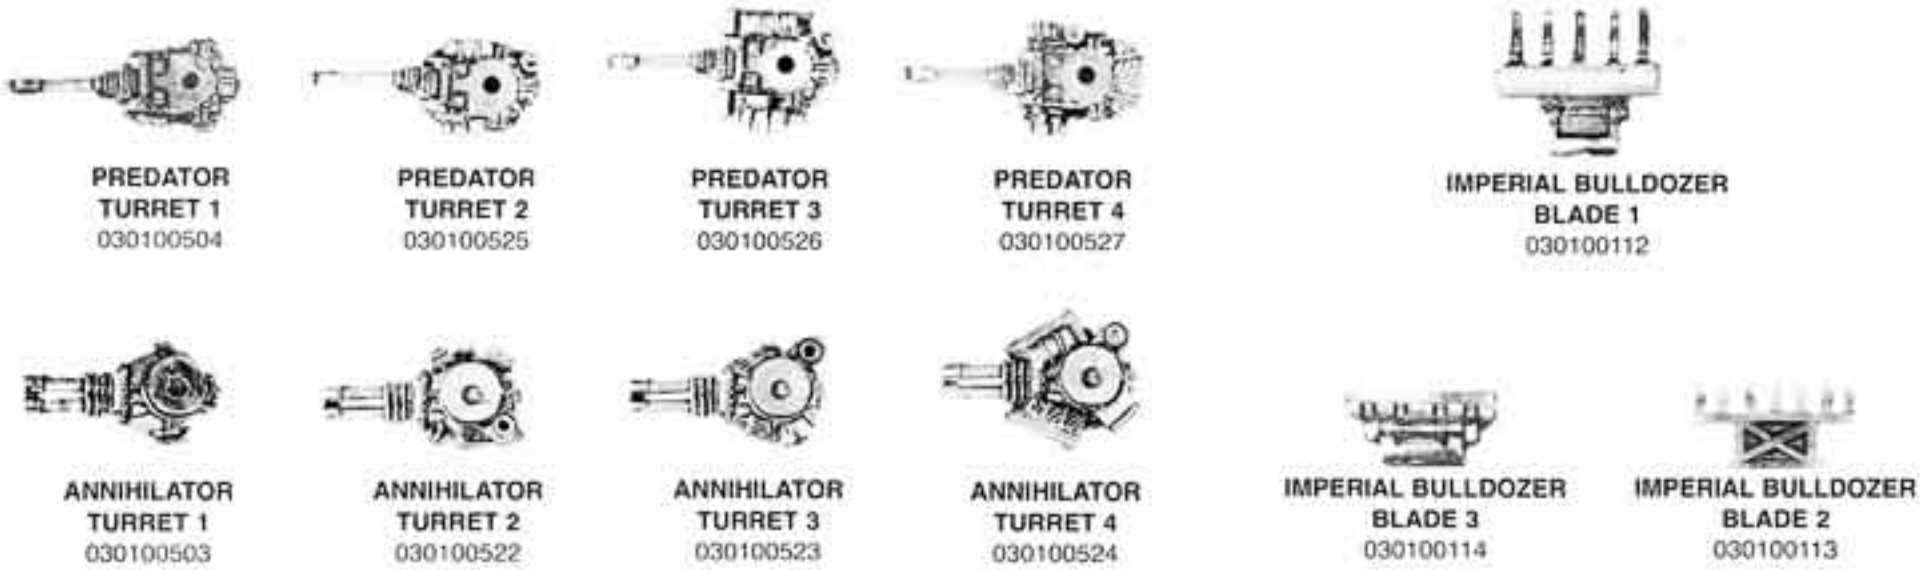 PREDATOR
TURRET 1
030100504
PREDATOR
TURRET 2
030100525
PREDATOR
TURRET 3
030100526
PREDATOR
TURRET 4
030100527
IMPERIAL BULLDOZER
BLADE 1
030100112
ANNIHILATOR
TURRET 1
030100503
ANNIHILATOR
TURRET 2
030100522
ANNIHILATOR
TURRET 3
030100523
ANNIHILATOR
TURRET 4
030100524
IMPERIAL BULLDOZER
BLADE 3
030100114
IMPERIAL BULLDOZER
BLADE 2
030100113